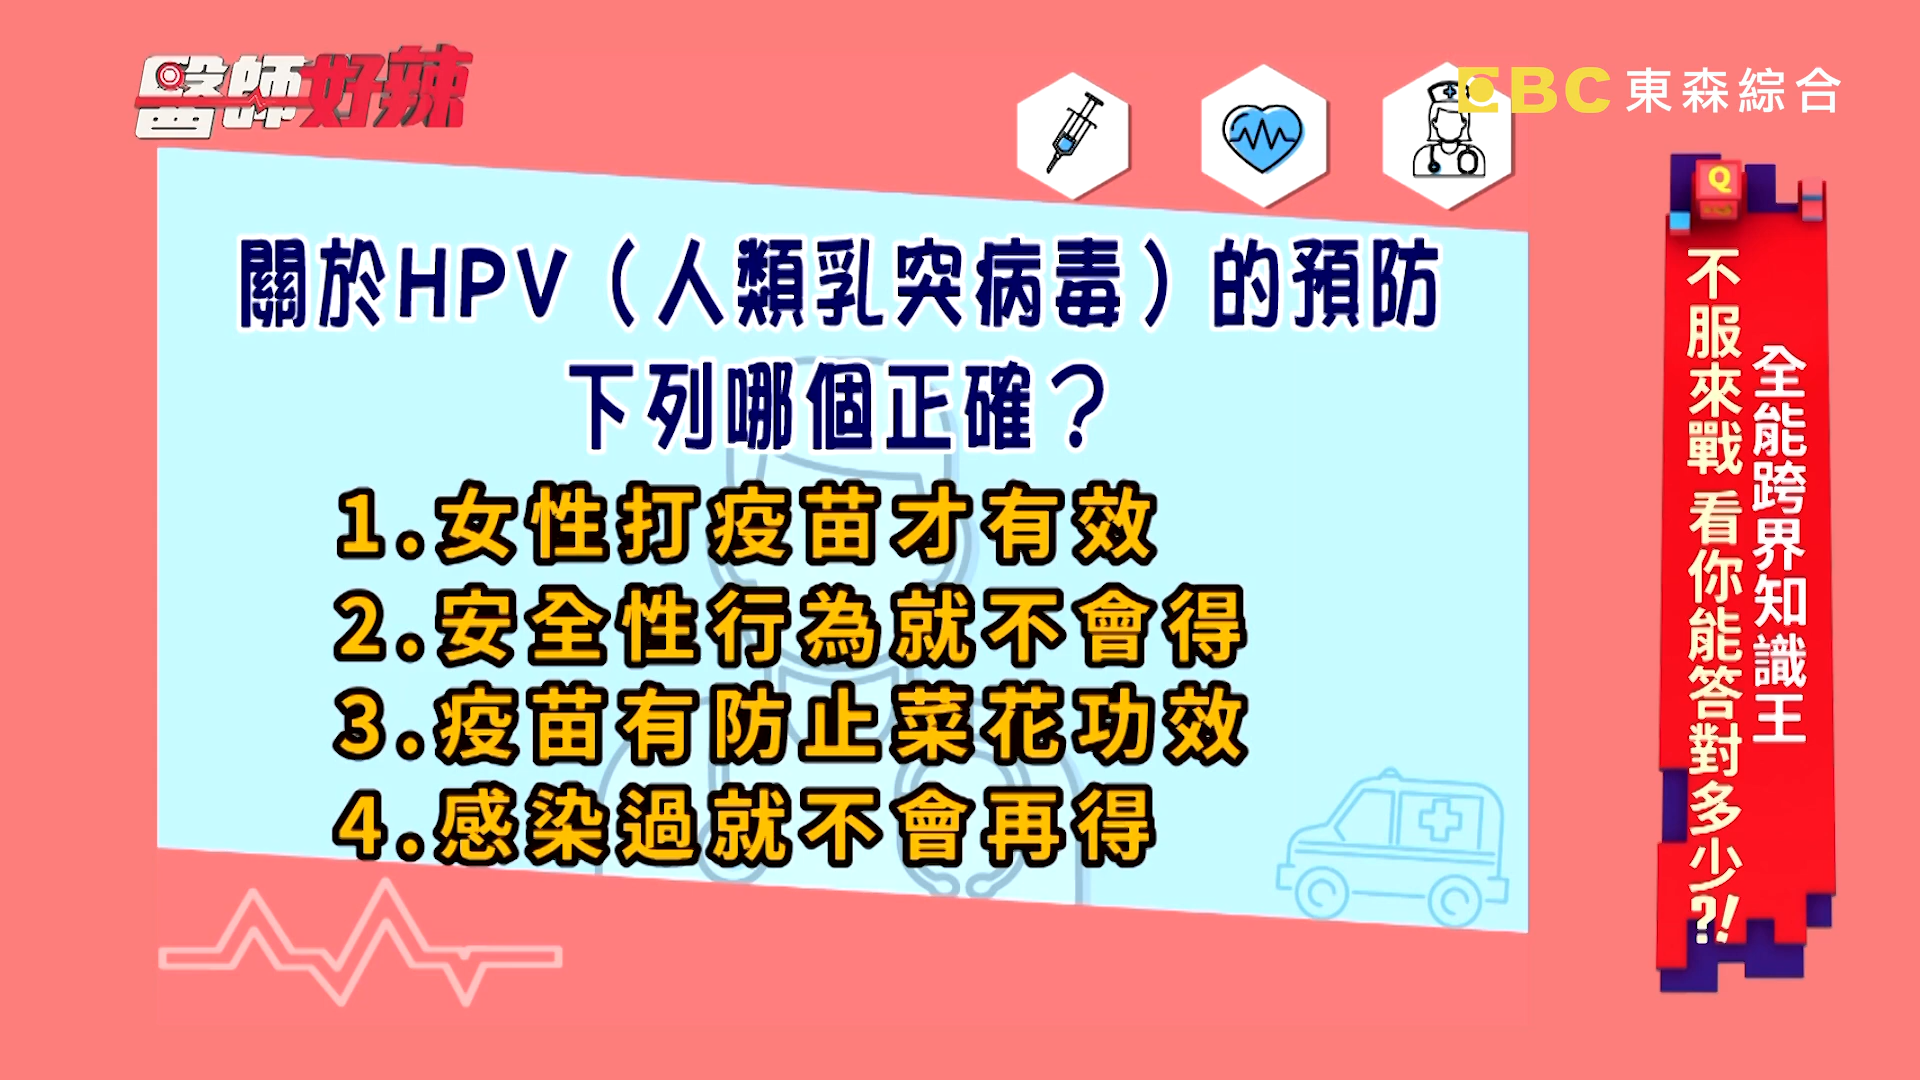 醫師好辣
EBC 東森綜合
關於HPV（人類乳突病毒）的預防
下列哪個正確？
1.女性打疫苗才有效
2.安全性行為就不會得
3.疫苗有防止菜花功效
4.感染過就不會再得
Q
全能跨界知識王
不服來戰 看你能答對多少?!